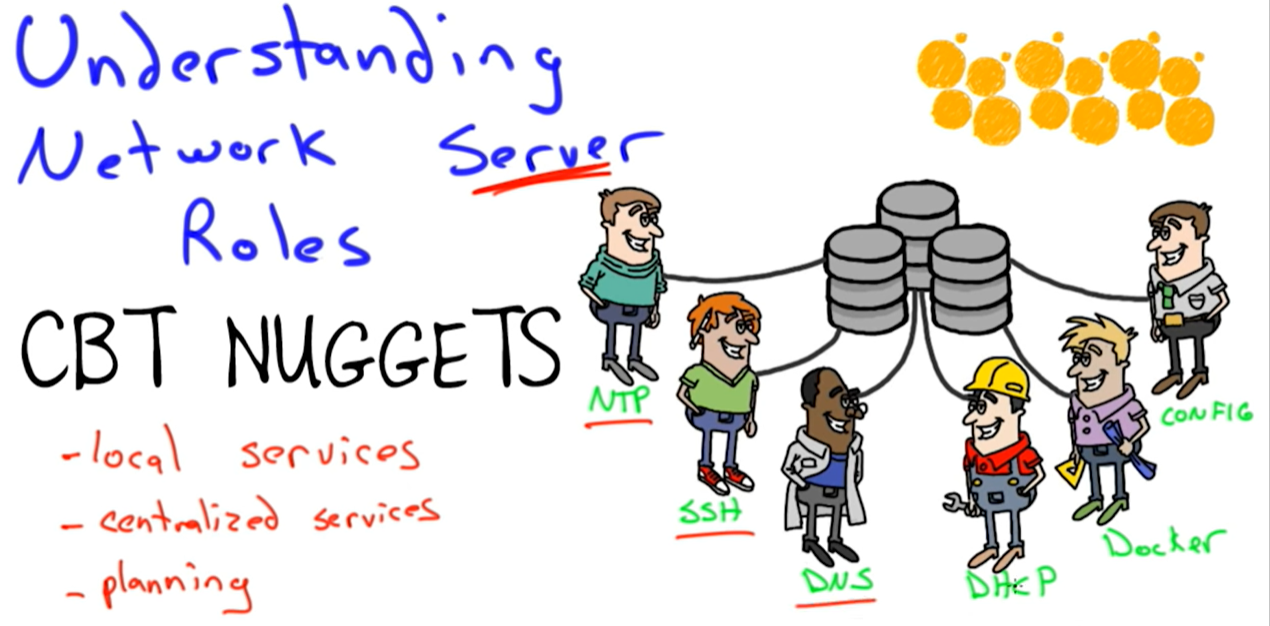 Understanding
Network Server
Roles
CBT NUGGETS
- local services
- centralized services
- planning
NTP
SSH
DNS
DHCP
Docker
CONFIG